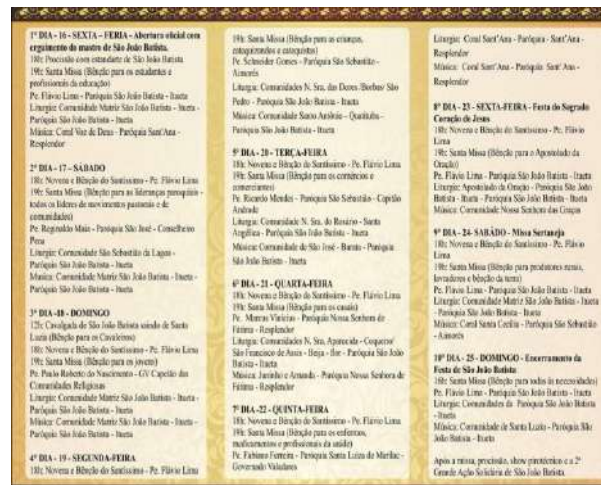 1º DIA - 16 - SEXTA - FERIA - Abertura oficial com
erguimento do mastro de São João Batista.
18h: Procissão com estandarte de São João Batista
19h: Santa Missa (Bênção para os estudantes e
profissionais da educação)
Pe. Flávio Lima - Paróquia São João Batista - Itueta
Liturgia: Comunidade Matriz São João Batista - Itueta -
Paróquia São João Batista - Itueta
Música: Coral Voz de Deus - Paróquia Sant'Ana -
Resplendor
2º DIA - 17 - SÁBADO
18h: Novena e Bênção do Santíssimo - Pe. Flávio Lima
19h: Santa Missa (Bênção para as lideranças paroquiais -
todos os líderes de movimentos pastorais e de
comunidades)
Pe. Reginaldo Maia - Paróquia São José - Conselheiro
Pena
Liturgia: Comunidade São Sebastião da Lagoa -
Paróquia São João Batista - Itueta
Música: Comunidade Matriz São João Batista - Itueta -
Paróquia São João Batista - Itueta
3º DIA -18 - DOMINGO
12h: Cavalgada de São João Batista saindo de Santa
Luzia (Bênção para os Cavaleiros)
18h: Novena e Bênção do Santíssimo - Pe. Flávio Lima
19h: Santa Missa (Bênção para os jovens)
Pe. Paulo Roberto do Nascimento - GV Capelão das
Comunidades Religiosas
Liturgia: Comunidade Matriz São João Batista - Itueta -
Paróquia São João Batista - Itueta
Música: Comunidade Matriz São João Batista - Itueta -
Paróquia São João Batista - Itueta
4º DIA - 19 - SEGUNDA-FEIRA
18h: Novena e Bênção do Santíssimo - Pe. Flávio Lima
19h: Santa Missa (Bênção para as crianças,
catequizandos e catequistas)
Pe. Schneider Gomes - Paróquia São Sebastião -
Aimorés
Liturgia: Comunidades N. Sra. das Dores /Borbas/ São
Pedro - Paróquia São João Batista - Itueta
Música: Comunidade Santo Antônio - Quatituba -
Paróquia São João Batista - Itueta
5º DIA - 20 - TERÇA-FEIRA
18h: Novena e Bênção do Santíssimo - Pe. Flávio Lima
19h: Santa Missa (Bênção para os comércios e
comerciantes)
Pe. Ricardo Mendes - Paróquia São Sebastião - Capitão
Andrade
Liturgia: Comunidade N. Sra. do Rosário - Santa
Angélica - Paróquia São João Batista - Itueta
Música: Comunidade de São José - Barata - Paróquia
São João Batista - Itueta
6º DIA - 21 - QUARTA-FEIRA
18h: Novena e Bênção do Santíssimo - Pe. Flávio Lima
19h: Santa Missa (Bênção para os casais)
Pe. Marcus Vinícius - Paróquia Nossa Senhora de
Fátima - Resplendor
Liturgia: Comunidades N. Sra. Aparecida - Coqueiro/
São Francisco de Assis - Beija - flor - Paróquia São João
Batista - Itueta
Música: Juninho e Amanda - Paróquia Nossa Senhora de
Fátima - Resplendor
7º DIA -22 - QUINTA-FEIRA
18h: Novena e Bênção do Santíssimo - Pe. Flávio Lima
19h: Santa Missa (Bênção para os enfermos,
medicamentos e profissionais da saúde)
Pe. Fabiano Ferreira - Paróquia Santa Luiza de Marilac -
Governado Valadares
Liturgia: Coral Sant'Ana - Paróquia - Sant'Ana -
Resplendor
Música: Coral Sant'Ana - Paróquia Sant' Ana -
Resplendor
8º DIA - 23 - SEXTA-FEIRA - Festa do Sagrado
Coração de Jesus
18h: Novena e Bênção do Santíssimo - Pe. Flávio
Lima
19h: Santa Missa (Bênção para o Apostolado da
Oração)
Pe. Flávio Lima - Paróquia São João Batista - Itueta
Liturgia: Apostolado da Oração - Paróquia São João
Batista - Itueta - Paróquia São João Batista - Itueta
Música: Comunidade Nossa Senhora das Graças
9º DIA - 24- SABÁDO - Missa Sertaneja
18h: Novena e Bênção do Santíssimo - Pe. Flávio
Lima
19h: Santa Missa (Bênção para produtores rurais,
lavradores e bênção da terra)
Pe. Flávio Lima - Paróquia São João Batista - Itueta
Liturgia: Comunidade Matriz São João Batista - Itueta -
Paróquia São João Batista - Itueta
Música: Coral Santa Cecília - Paróquia São Sebastião
- Aimorés
10º DIA - 25 - DOMINGO - Encerramento da
Festa de São João Batista
16h: Santa Missa (Bênção para todas às necessidades)
Pe. Flávio Lima - Paróquia São João Batista - Itueta
Liturgia: Comunidades da Paróquia São João Batista
- Itueta
Música: Comunidade de Santa Luzia - Paróquia São
João Batista - Itueta
Após a missa, procissão, show pirotécnico e a 2ª
Grande Ação Solidária de São João Batista.